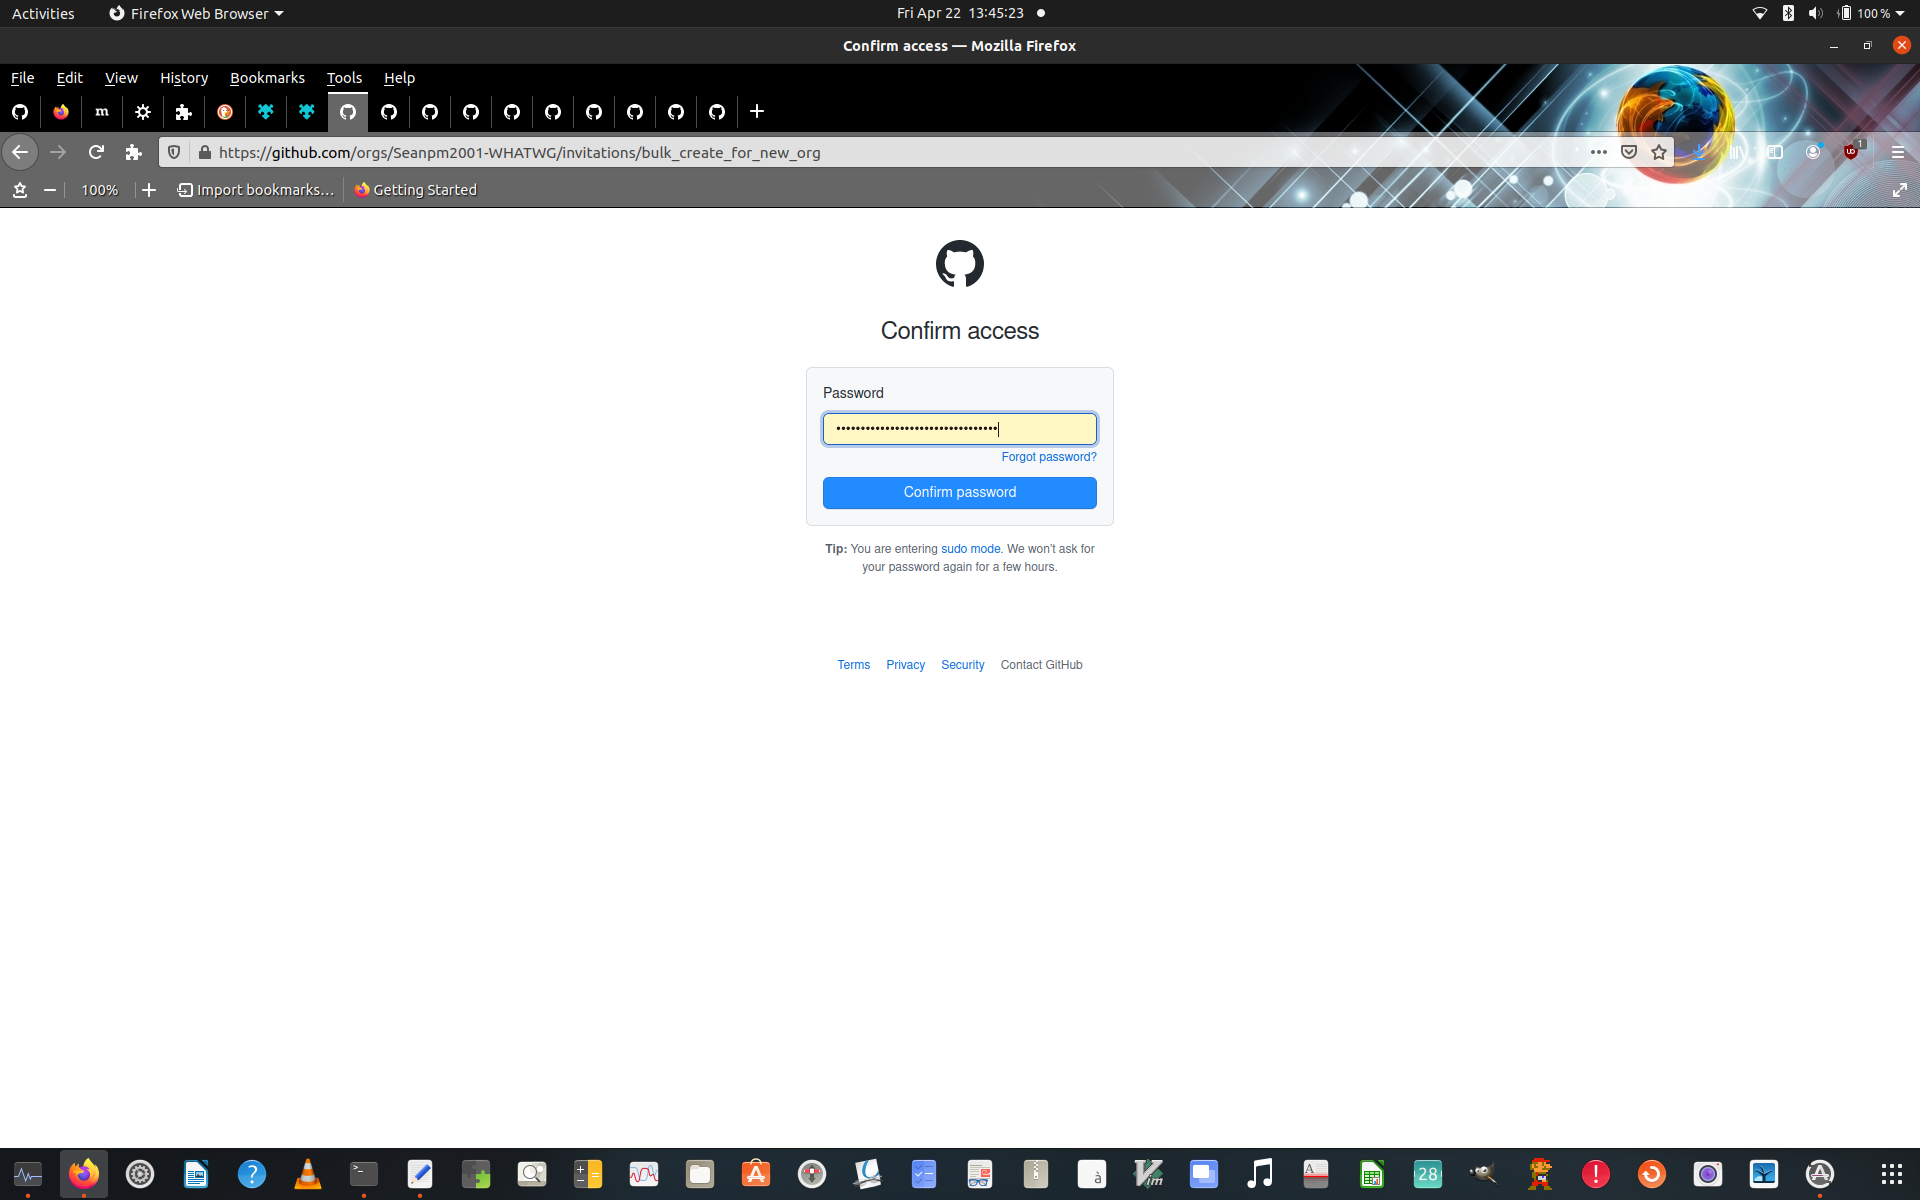 Activities
Firefox Web Browser
Fri Apr 22 13:45:23
100 %
Confirm access — Mozilla Firefox
File Edit View History Bookmarks Tools Help
m
https://github.com/orgs/Seanpm2001-WHATWG/invitations/bulk_create_for_new_org
1
100%
Import bookmarks...
Getting Started
Confirm access
Password
••••••••••••••••••••••••••••••••••
Forgot password?
Confirm password
Tip: You are entering sudo mode. We won't ask for
your password again for a few hours.
Terms Privacy Security Contact GitHub
>_
?
à
Vim
A
28
!